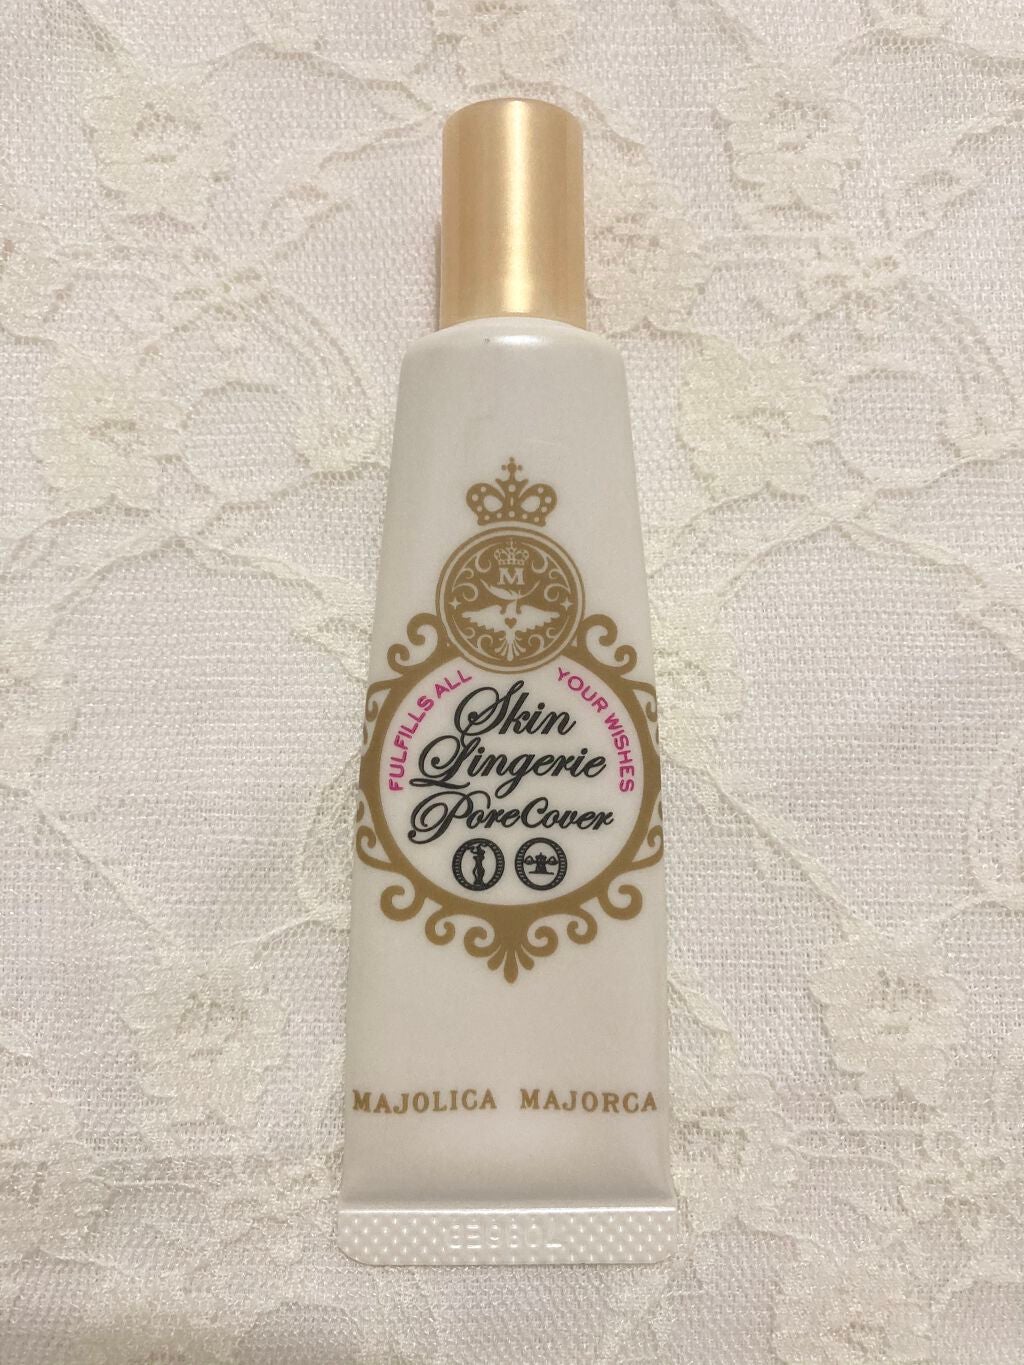 M
FULFILLS ALL YOUR WISHES
Skin
Lingerie
PoreCover
MAJOLICA MAJORCA